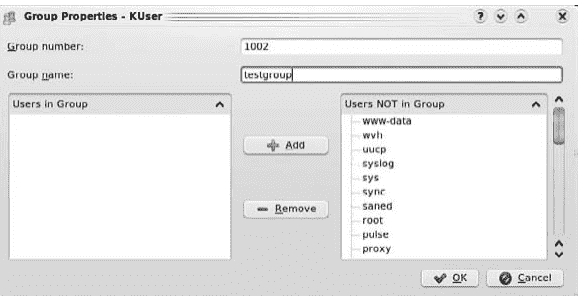 Group Properties - KUser
Group number:
1002
Group name:
testgroup
Users in Group
Users NOT in Group
www-data
wvh
uucp
syslog
sys
sync
saned
root
pulse
proxy
Add
Remove
OK
Cancel